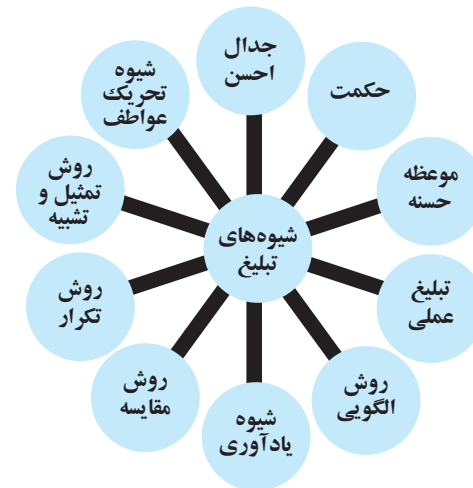 شیوه‌های
تبلیغ
جدال
احسن
حکمت
موعظه
حسنه
تبلیغ
عملی
روش
الگویی
شیوه
یادآوری
روش
مقایسه
روش
تکرار
روش
تمثیل و
تشبیه
شیوه
تحریک
عواطف